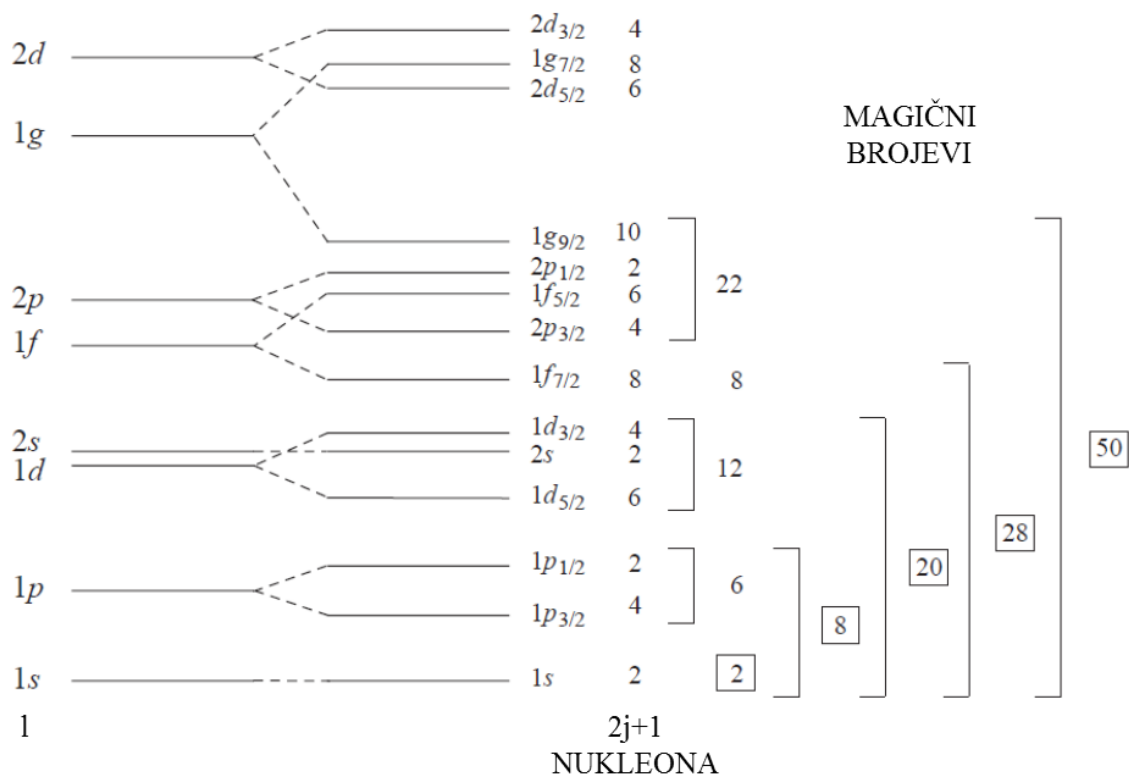 2d
2d3/2 4
1g7/2 8
2d5/2 6
1g
MAGIČNI
BROJEVI
1g9/2 10
2p1/2 2
2p
1f5/2 6
22
2p3/2 4
1f
1f7/2 8
8
1d3/2 4
2s
2s 2
50
1d
12
1d5/2 6
28
1p1/2 2
20
1p
6
1p3/2 4
8
1s
1s 2
2
l
2j+1
NUKLEONA